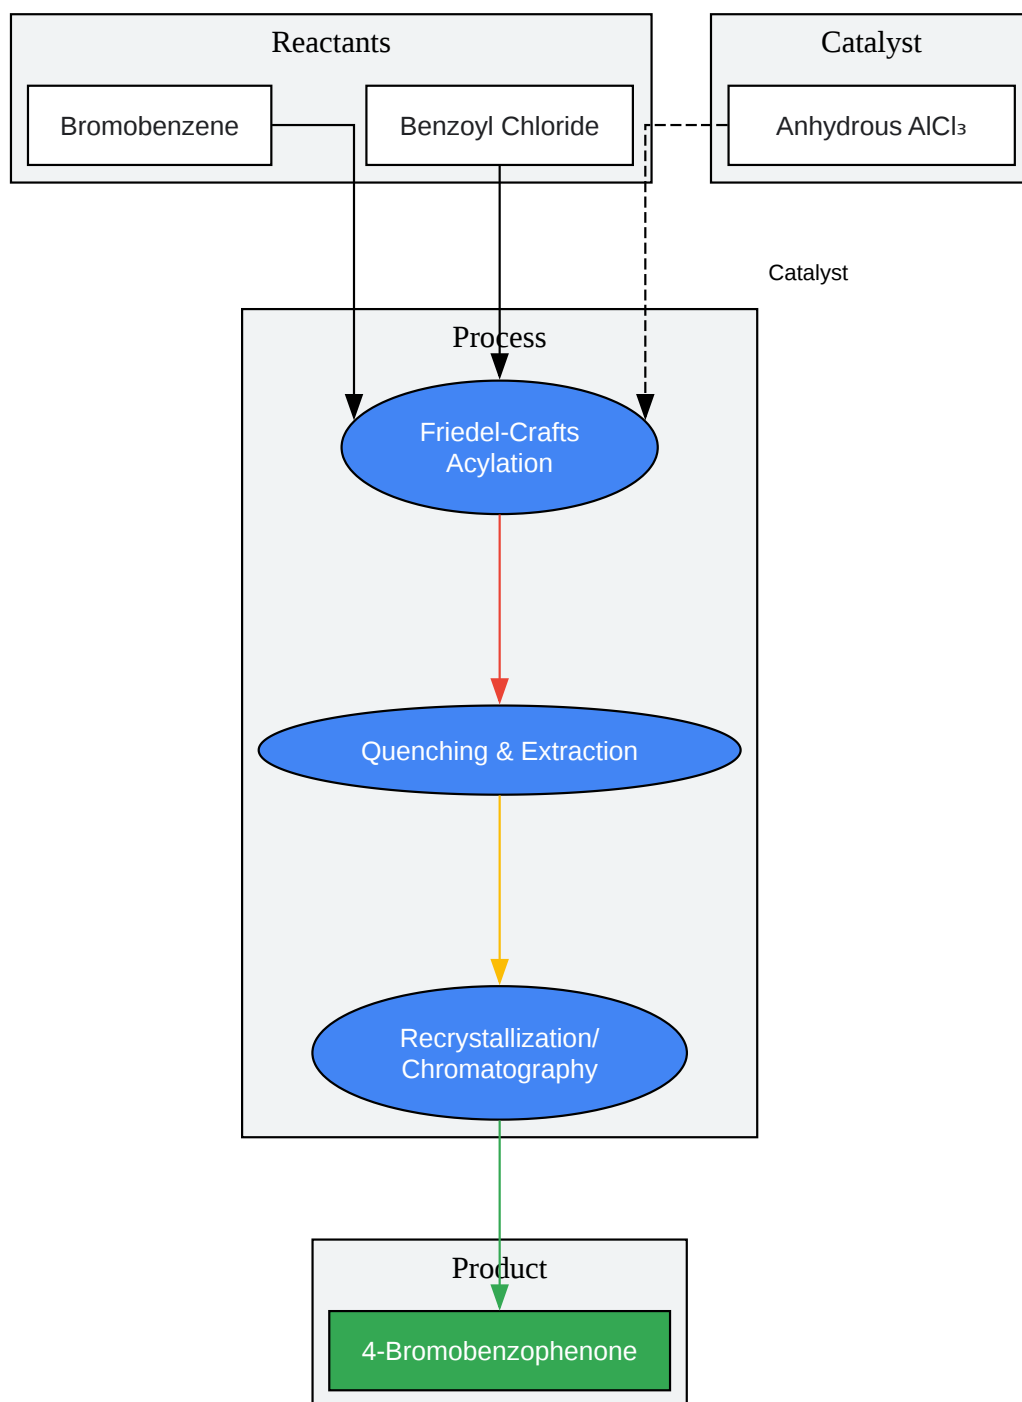 Reactants
Catalyst
Bromobenzene
Benzoyl Chloride
Anhydrous AlCl₃
Catalyst
Process
Friedel-Crafts
Acylation
Quenching & Extraction
Recrystallization/
Chromatography
Product
4-Bromobenzophenone